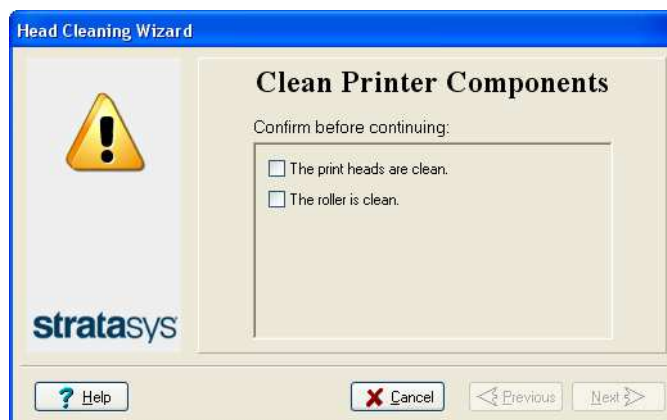 Head Cleaning Wizard
Clean Printer Components
Confirm before continuing:
The print heads are clean.
The roller is clean.
stratasys
Help
Cancel
Previous
Next